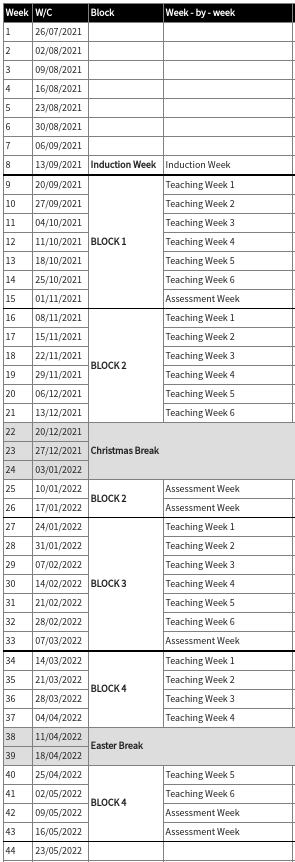 Week W/C Block Week - by - week
1 26/07/2021
2 02/08/2021
3 09/08/2021
4 16/08/2021
5 23/08/2021
6 30/08/2021
7 06/09/2021
8 13/09/2021 Induction Week Induction Week
9 20/09/2021 Teaching Week 1
10 27/09/2021 Teaching Week 2
11 04/10/2021 Teaching Week 3
12 11/10/2021 BLOCK 1 Teaching Week 4
13 18/10/2021 Teaching Week 5
14 25/10/2021 Teaching Week 6
15 01/11/2021 Assessment Week
16 08/11/2021 Teaching Week 1
17 15/11/2021 Teaching Week 2
18 22/11/2021 BLOCK 2 Teaching Week 3
19 29/11/2021 Teaching Week 4
20 06/12/2021 Teaching Week 5
21 13/12/2021 Teaching Week 6
22 20/12/2021
23 27/12/2021 Christmas Break
24 03/01/2022
25 10/01/2022 BLOCK 2 Assessment Week
26 17/01/2022 Assessment Week
27 24/01/2022 Teaching Week 1
28 31/01/2022 Teaching Week 2
29 07/02/2022 Teaching Week 3
30 14/02/2022 BLOCK 3 Teaching Week 4
31 21/02/2022 Teaching Week 5
32 28/02/2022 Teaching Week 6
33 07/03/2022 Assessment Week
34 14/03/2022 Teaching Week 1
35 21/03/2022 BLOCK 4 Teaching Week 2
36 28/03/2022 Teaching Week 3
37 04/04/2022 Teaching Week 4
38 11/04/2022 Easter Break
39 18/04/2022
40 25/04/2022 Teaching Week 5
41 02/05/2022 BLOCK 4 Teaching Week 6
42 09/05/2022 Assessment Week
43 16/05/2022 Assessment Week
44 23/05/2022